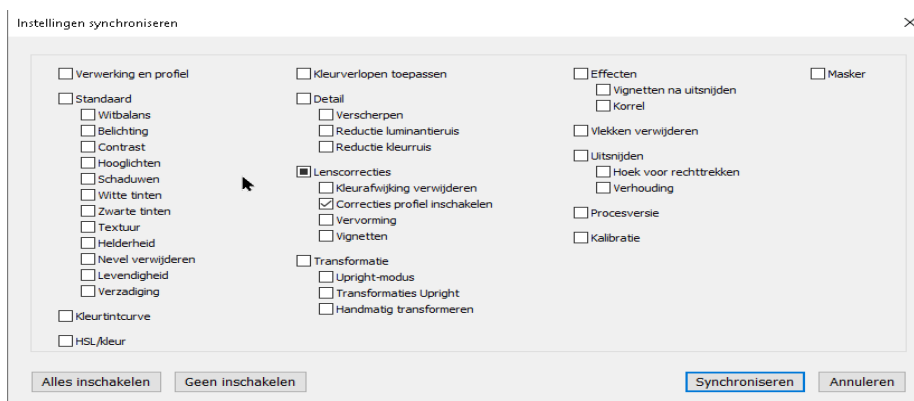 Instellingen synchroniseren
Verwerking en profiel
Standaard
Witbalans
Belichting
Contrast
Hooglichten
Schaduwen
Witte tinten
Zwarte tinten
Textuur
Helderheid
Nevel verwijderen
Levendigheid
Verzadiging
Kleurtintcurve
HSL/kleur
Kleurverlopen toepassen
Detail
Verscherpen
Reductie luminantieruis
Reductie kleurruis
Lenscorrecties
Kleurafwijking verwijderen
Correcties profiel inschakelen
Vervorming
Vignetten
Transformatie
Upright-modus
Transformaties Upright
Handmatig transformeren
Effecten
Vignetten na uitsnijden
Korrel
Vlekken verwijderen
Uitsnijden
Hoek voor rechttrekken
Verhouding
Procesversie
Kalibratie
Masker
Alles inschakelen
Geen inschakelen
Synchroniseren
Annuleren